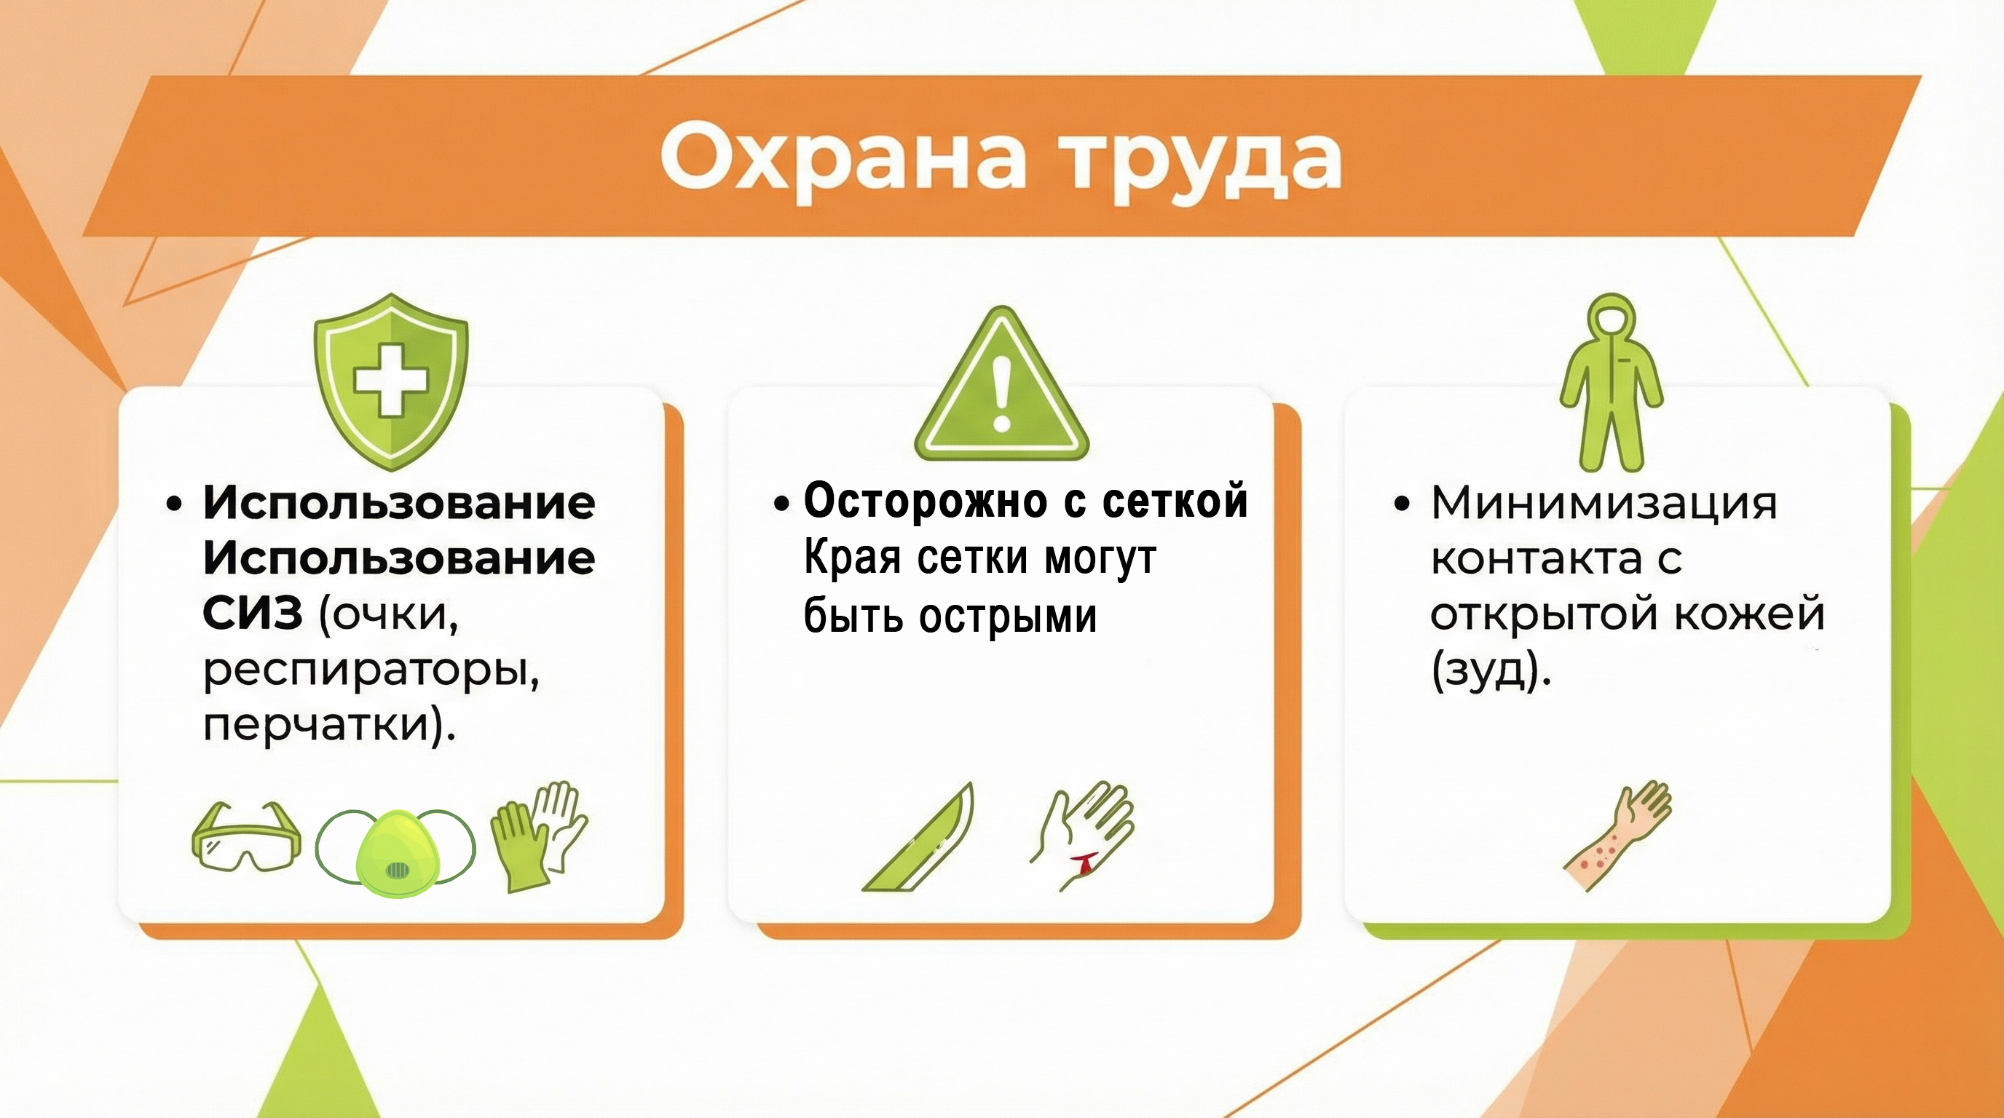 Охрана труда
• Использование
Использование
СИЗ (очки,
респираторы,
перчатки).
• Осторожно с сеткой
Края сетки могут
быть острыми
• Минимизация
контакта с
открытой кожей
(зуд).